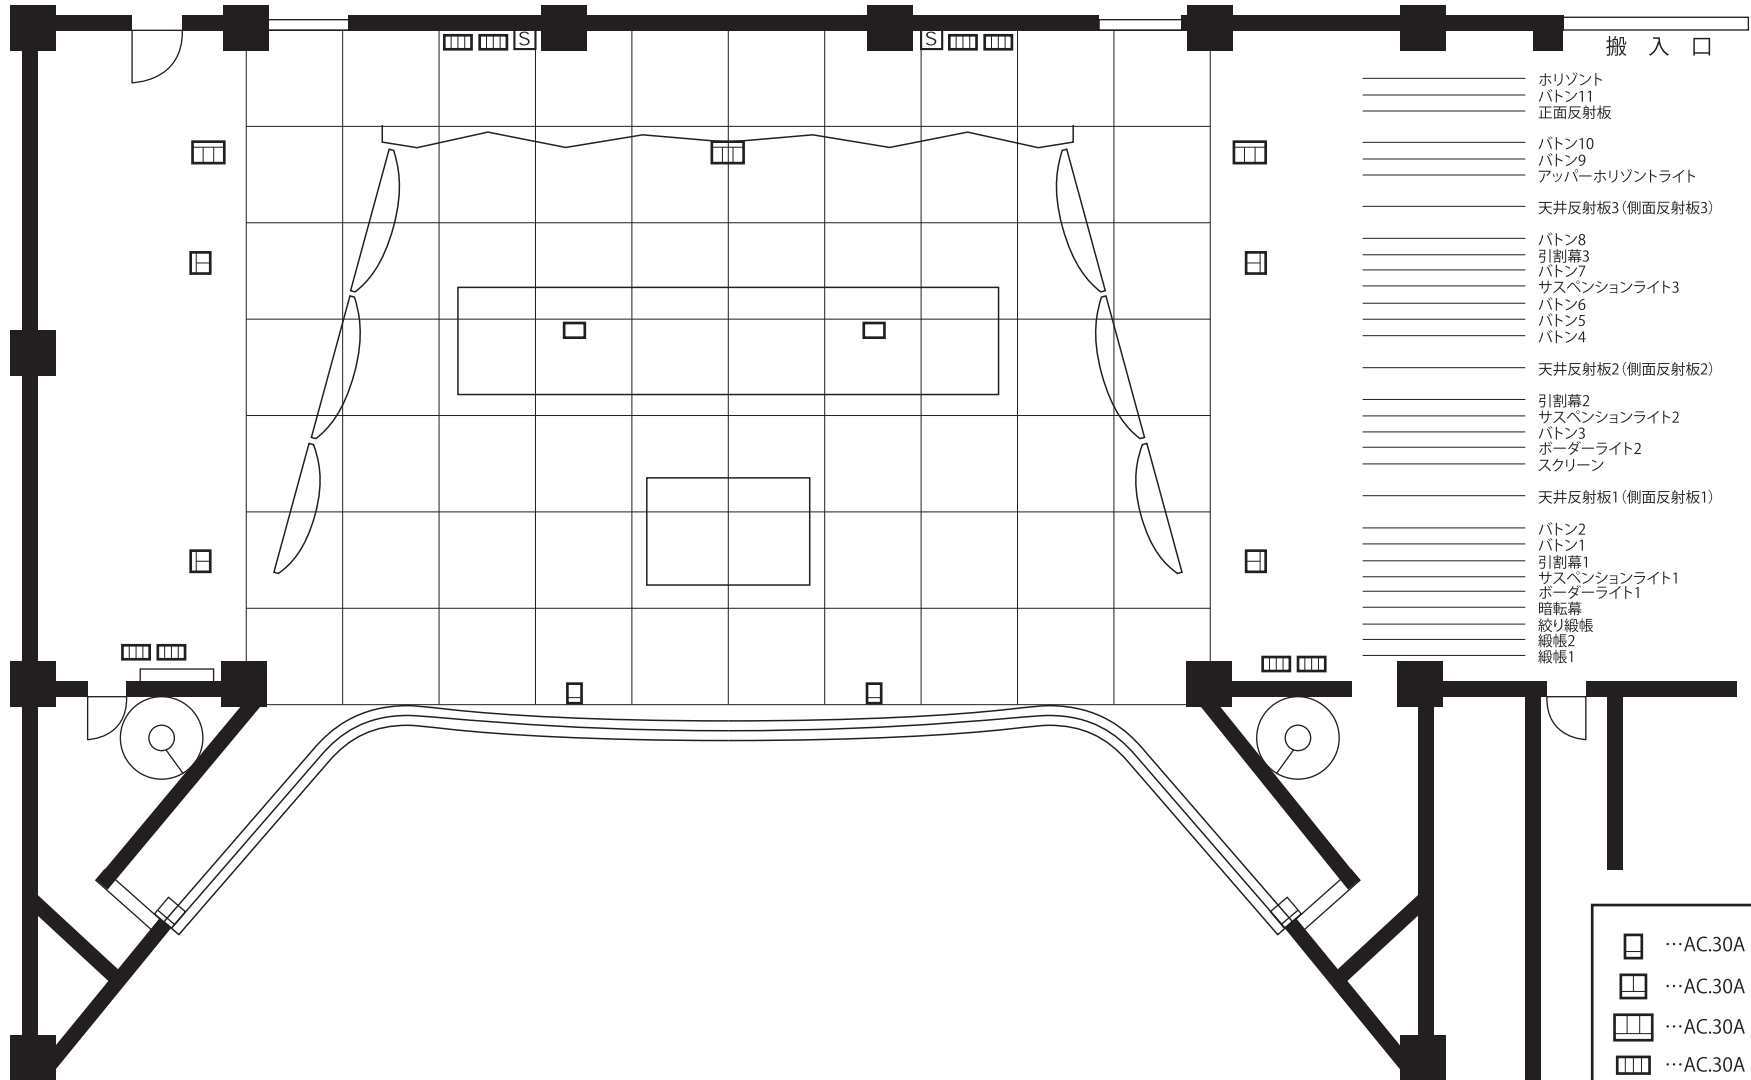 S
S
搬 入 口
ホリゾント
バトン11
正面反射板
バトン10
バトン9
アッパーホリゾントライト
天井反射板3（側面反射板3）
バトン8
引割幕3
バトン7
サスペンションライト3
バトン6
バトン5
バトン4
天井反射板2（側面反射板2）
引割幕2
サスペンションライト2
バトン3
ボーダーライト2
スクリーン
天井反射板1（側面反射板1）
バトン2
バトン1
引割幕1
サスペンションライト1
ボーダーライト1
暗転幕
絞り緞帳
緞帳2
緞帳1
…AC.30A
…AC.30A
…AC.30A
…AC.30A